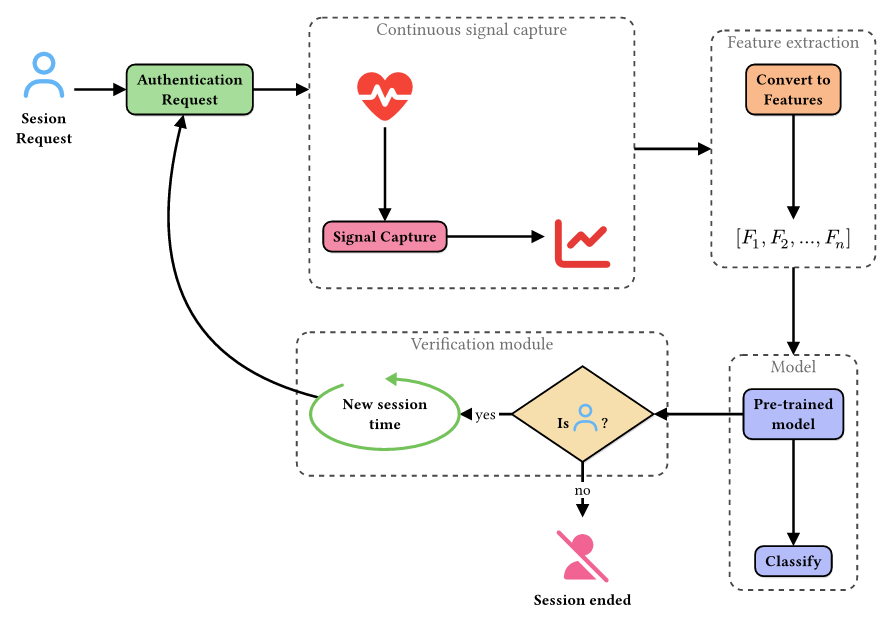 Continuous signal capture
Feature extraction
Authentication
Request
Convert to
Features
Sesion
Request
Signal Capture
[F₁, F₂, ..., Fₙ]
Verification module
Model
New session
time
yes
Is ?
Pre-trained
model
no
Classify
Session ended